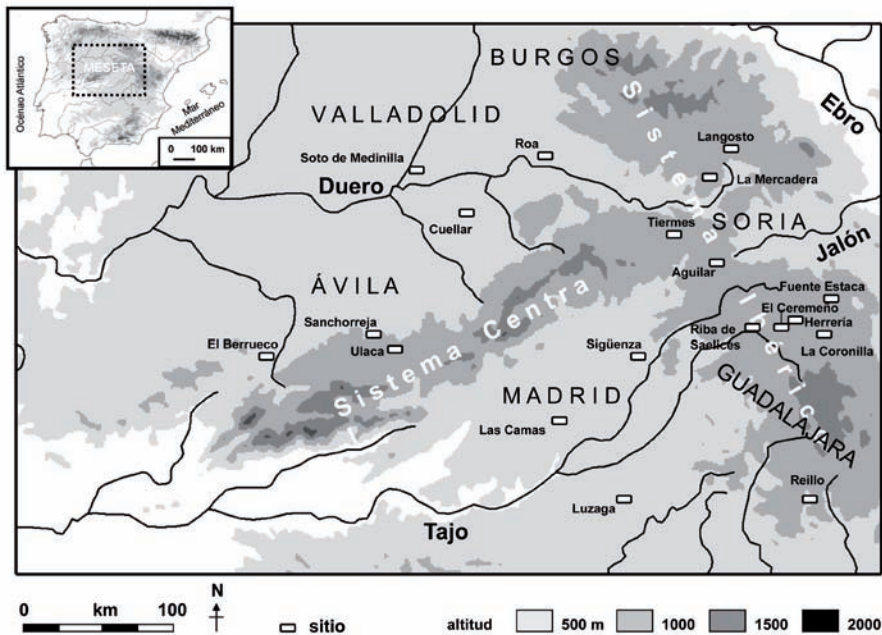 Océnao Atlántico
MESETA
Mar
Mediterráneo
0 100 km
BURGOS
VALLADOLID
Sistema
Ebro
Soto de Medinilla
Roa
Langosto
Duero
La Mercadera
Cuellar
Tiermes
SORIA
Jalón
Aguilar
ÁVILA
Fuente Estaca
El Ceremeño
Sanchorreja
Herrería
El Berrueco
Ulaca
Sistema Centra
Sigüenza
Riba de
Saelices
La Coronilla
Iberic
MADRID
GUADALAJARA
Las Camas
Luzaga
Reillo
Tajo
0 km 100
N
sitio
altitud 500 m 1000 1500 2000